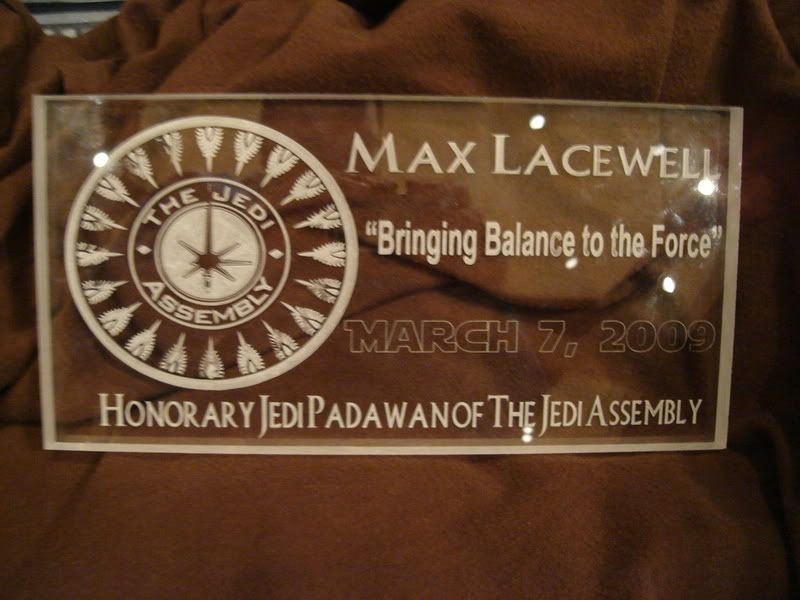 THE JEDI
ASSEMBLY
MAX LACEWELL
“Bringing Balance to the Force”
MARCH 7, 2009
HONORARY JEDI PADAWAN OF THE JEDI ASSEMBLY